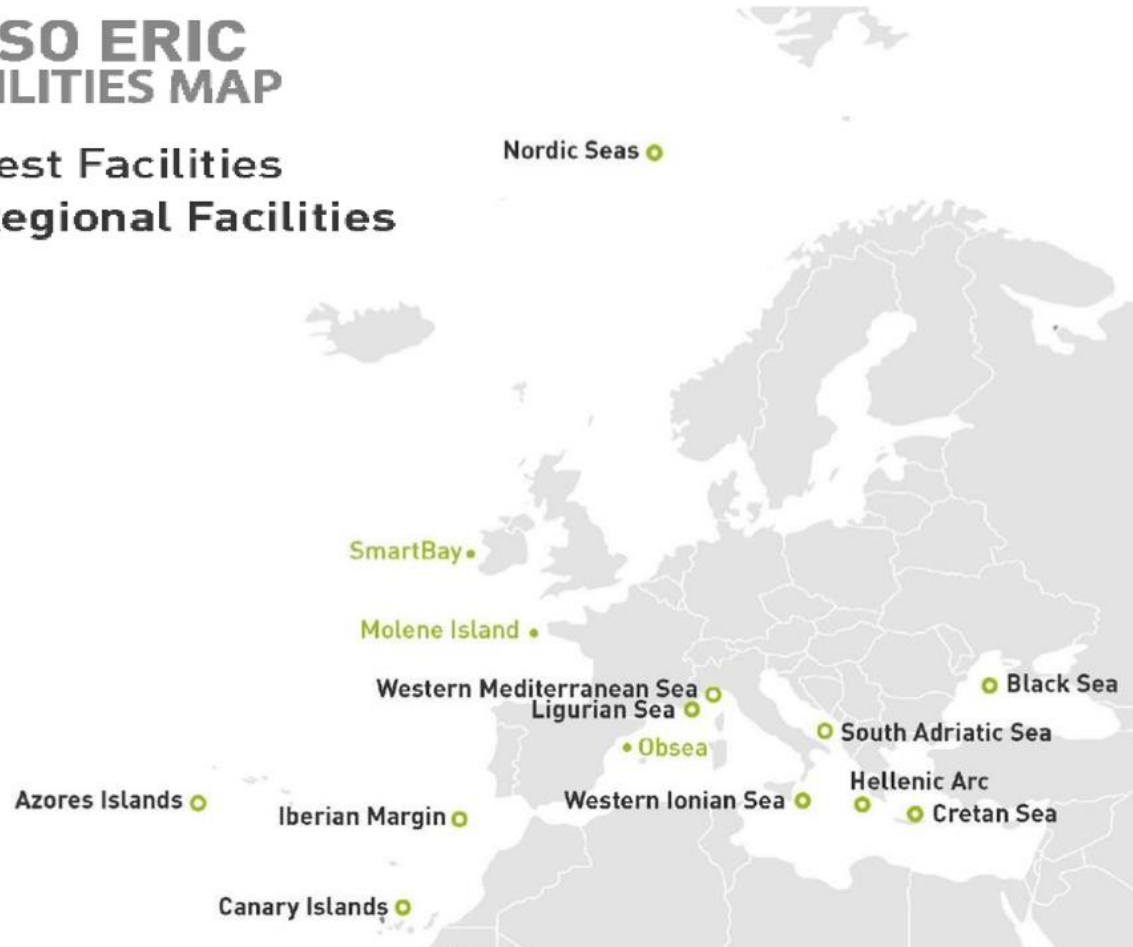 SO ERIC
ILITIES MAP
est Facilities
egional Facilities
Nordic Seas
SmartBay
Molene Island
Western Mediterranean Sea
Ligurian Sea
Obsea
Black Sea
South Adriatic Sea
Hellenic Arc
Azores Islands
Iberian Margin
Western Ionian Sea
Cretan Sea
Canary Islands